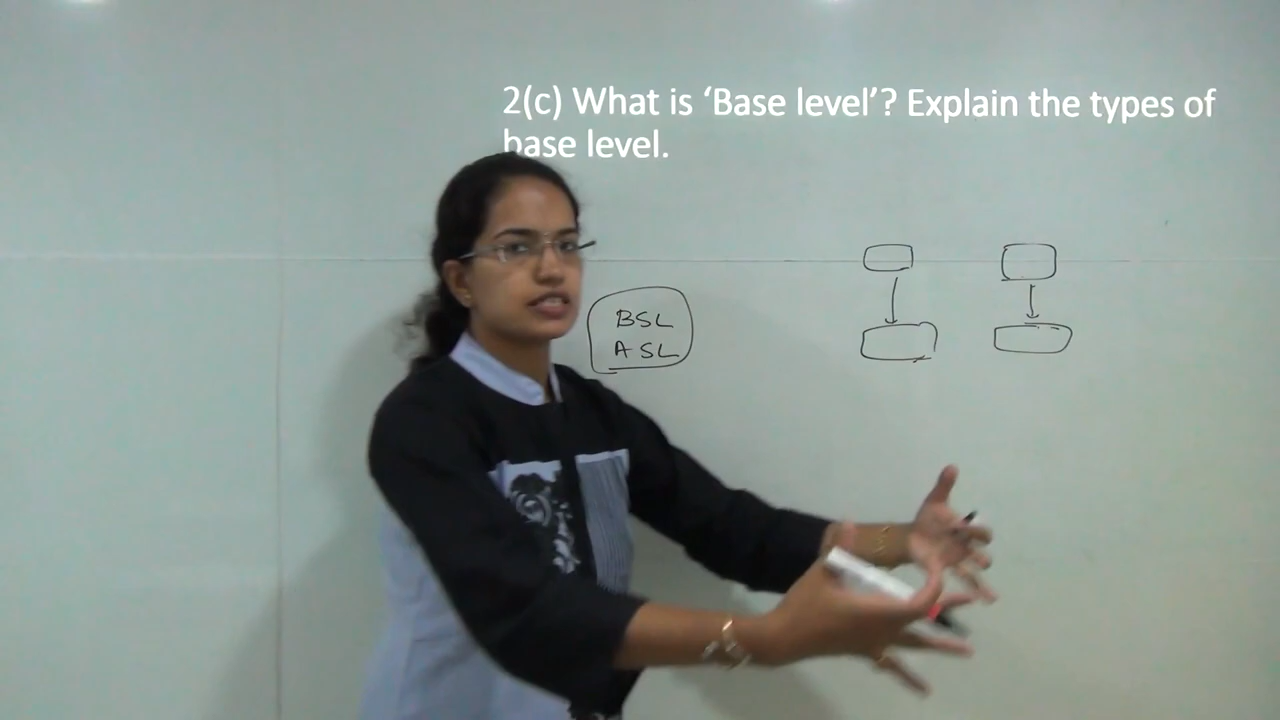 2(c) What is ‘Base level’? Explain the types of
base level.
BSL
ASL